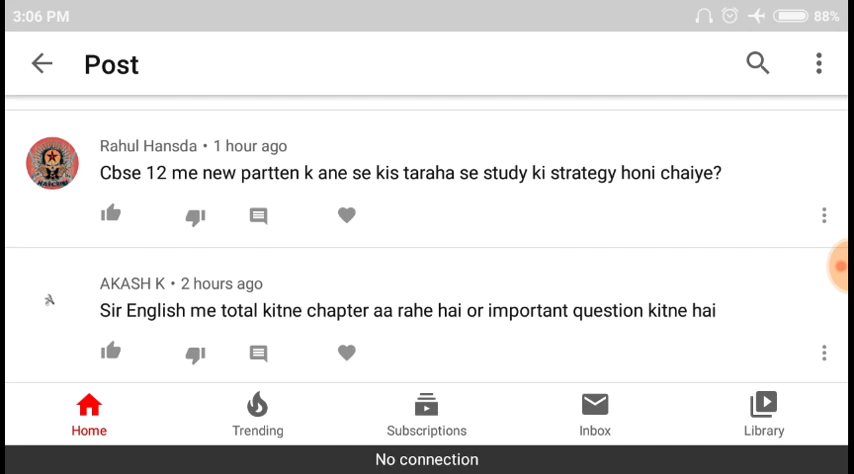 3:06 PM
88%
Post
Rahul Hansda • 1 hour ago
Cbse 12 me new partten k ane se kis taraha se study ki strategy honi chaiye?
AKASH K • 2 hours ago
Sir English me total kitne chapter aa rahe hai or important question kitne hai
Home
Trending
Subscriptions
Inbox
Library
No connection